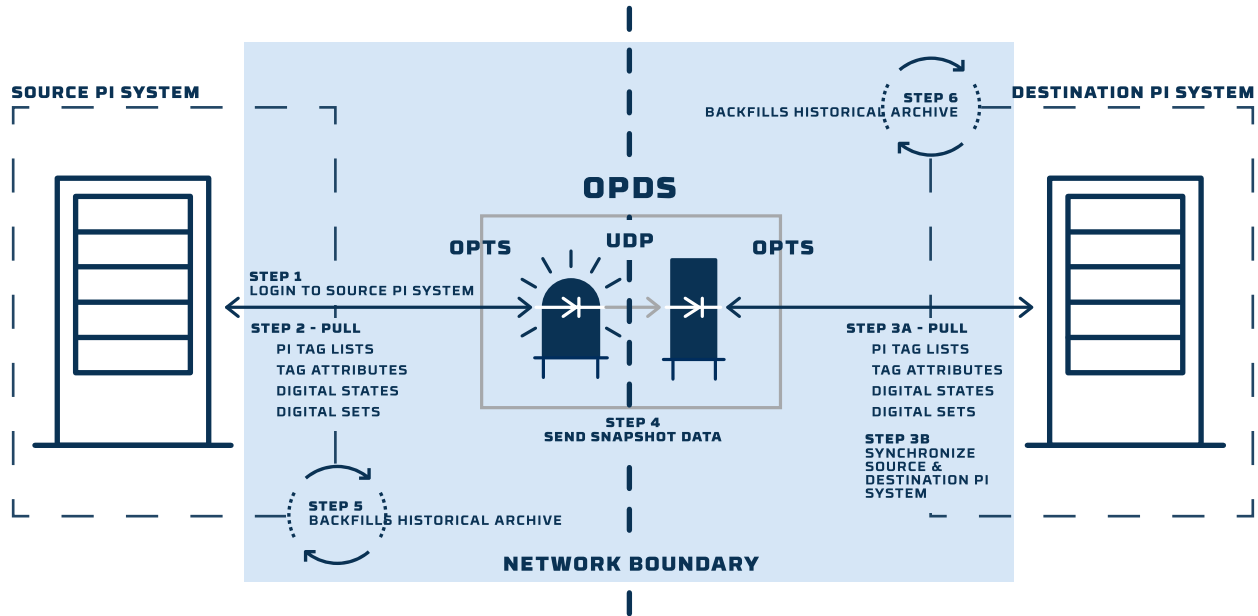 SOURCE PI SYSTEM
DESTINATION PI SYSTEM
STEP 6
BACKFILLS HISTORICAL ARCHIVE
OPDS
OPTS
UDP
OPTS
STEP 1
LOGIN TO SOURCE PI SYSTEM
STEP 2 - PULL
PI TAG LISTS
TAG ATTRIBUTES
DIGITAL STATES
DIGITAL SETS
STEP 3A - PULL
PI TAG LISTS
TAG ATTRIBUTES
DIGITAL STATES
DIGITAL SETS
STEP 4
SEND SNAPSHOT DATA
STEP 3B
SYNCHRONIZE
SOURCE &
DESTINATION PI
SYSTEM
STEP 5
BACKFILLS HISTORICAL ARCHIVE
NETWORK BOUNDARY